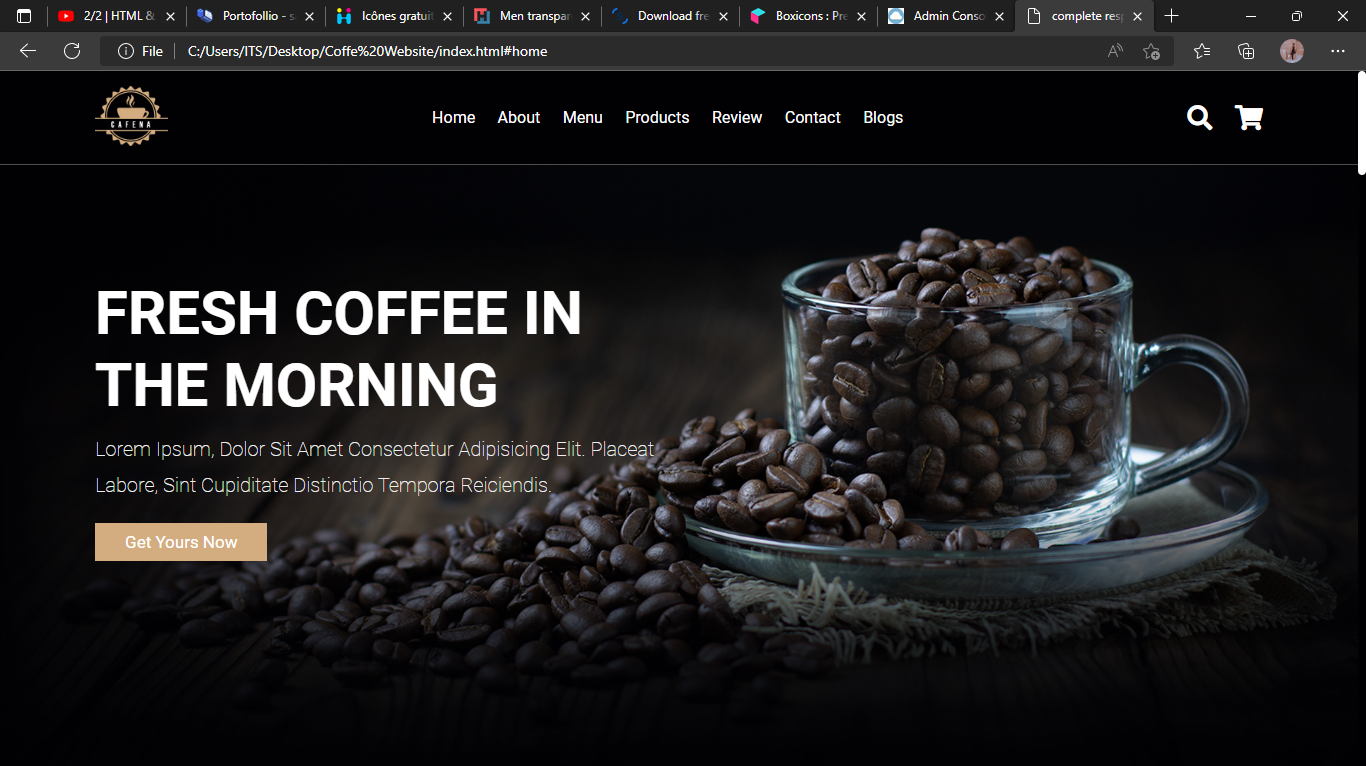 2/2 | HTML &
Portofollio - s
Icônes gratuit
Men transpar
Download fre
Boxicons : Pre
Admin Conso
complete resp
File
C:/Users/ITS/Desktop/Coffe%20Website/index.html#home
CAFENA
Home About Menu Products Review Contact Blogs
FRESH COFFEE IN
THE MORNING
Lorem Ipsum, Dolor Sit Amet Consectetur Adipisicing Elit. Placeat
Labore, Sint Cupiditate Distinctio Tempora Reiciendis.
Get Yours Now